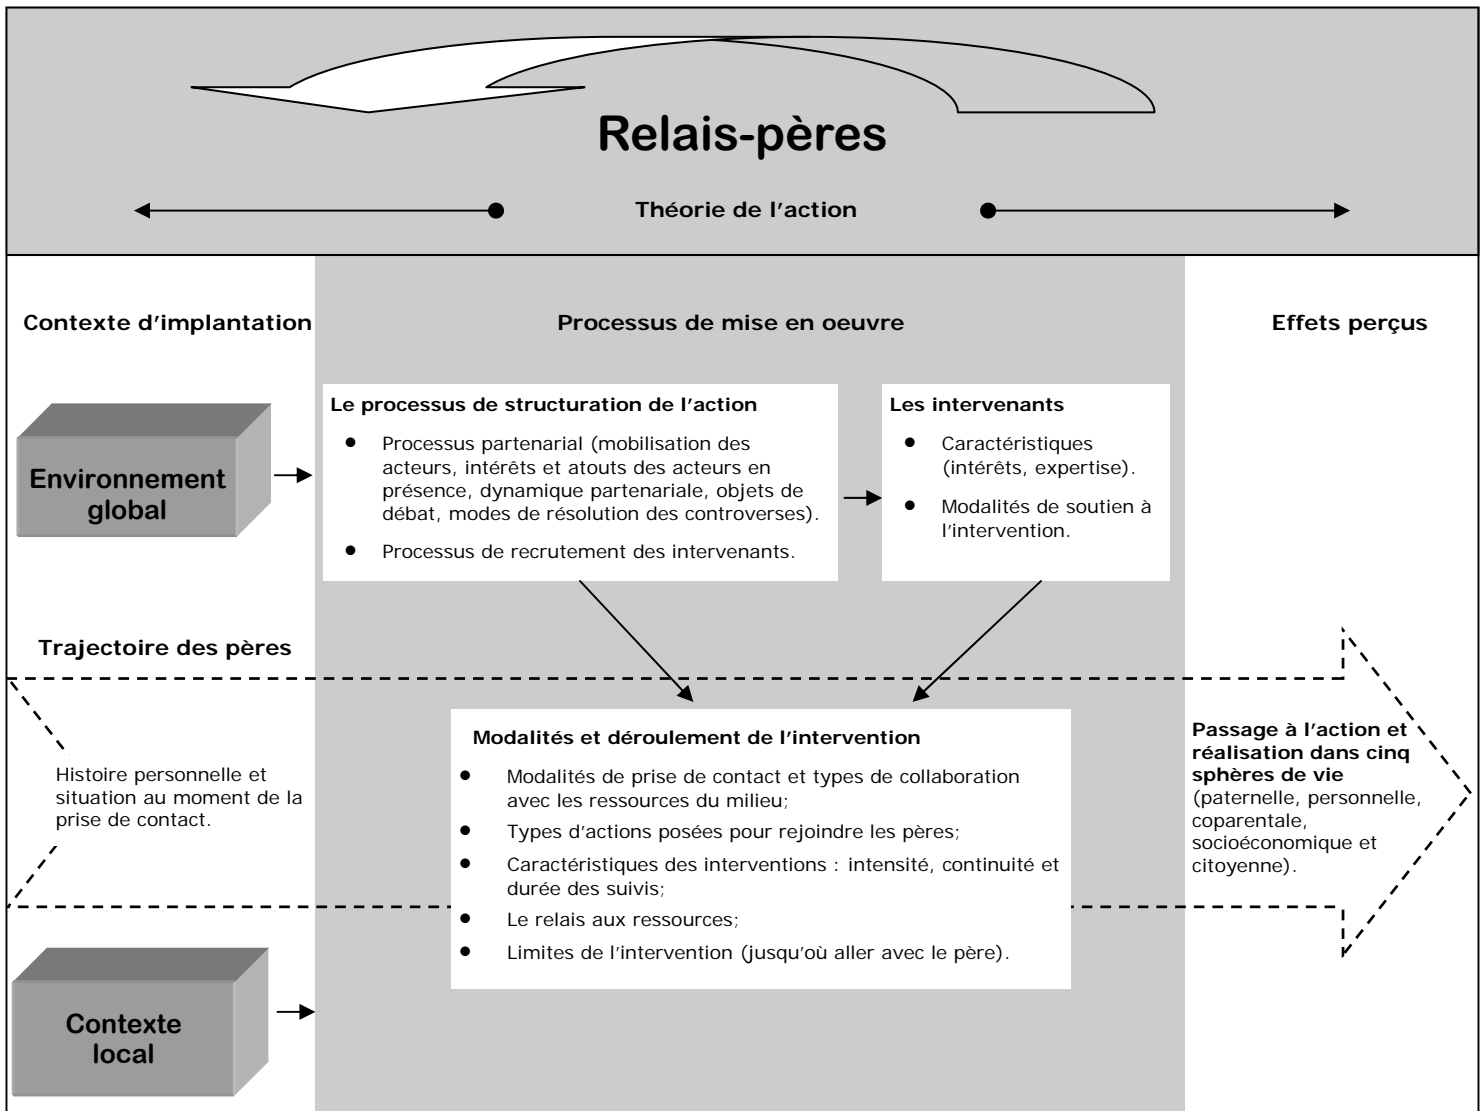 Relais-pères
Théorie de l'action
Contexte d'implantation
Processus de mise en oeuvre
Effets perçus
Environnement
global
Le processus de structuration de l'action
● Processus partenarial (mobilisation des
acteurs, intérêts et atouts des acteurs en
présence, dynamique partenariale, objets de
débat, modes de résolution des controverses).
● Processus de recrutement des intervenants.
Les intervenants
● Caractéristiques
(intérêts, expertise).
● Modalités de soutien à
l'intervention.
Trajectoire des pères
Histoire personnelle et
situation au moment de la
prise de contact.
Modalités et déroulement de l'intervention
● Modalités de prise de contact et types de collaboration
avec les ressources du milieu;
● Types d'actions posées pour rejoindre les pères;
● Caractéristiques des interventions : intensité, continuité et
durée des suivis;
● Le relais aux ressources;
● Limites de l'intervention (jusqu'où aller avec le père).
Passage à l'action et
réalisation dans cinq
sphères de vie
(paternelle, personnelle,
coparentale,
socioéconomique et
citoyenne).
Contexte
local